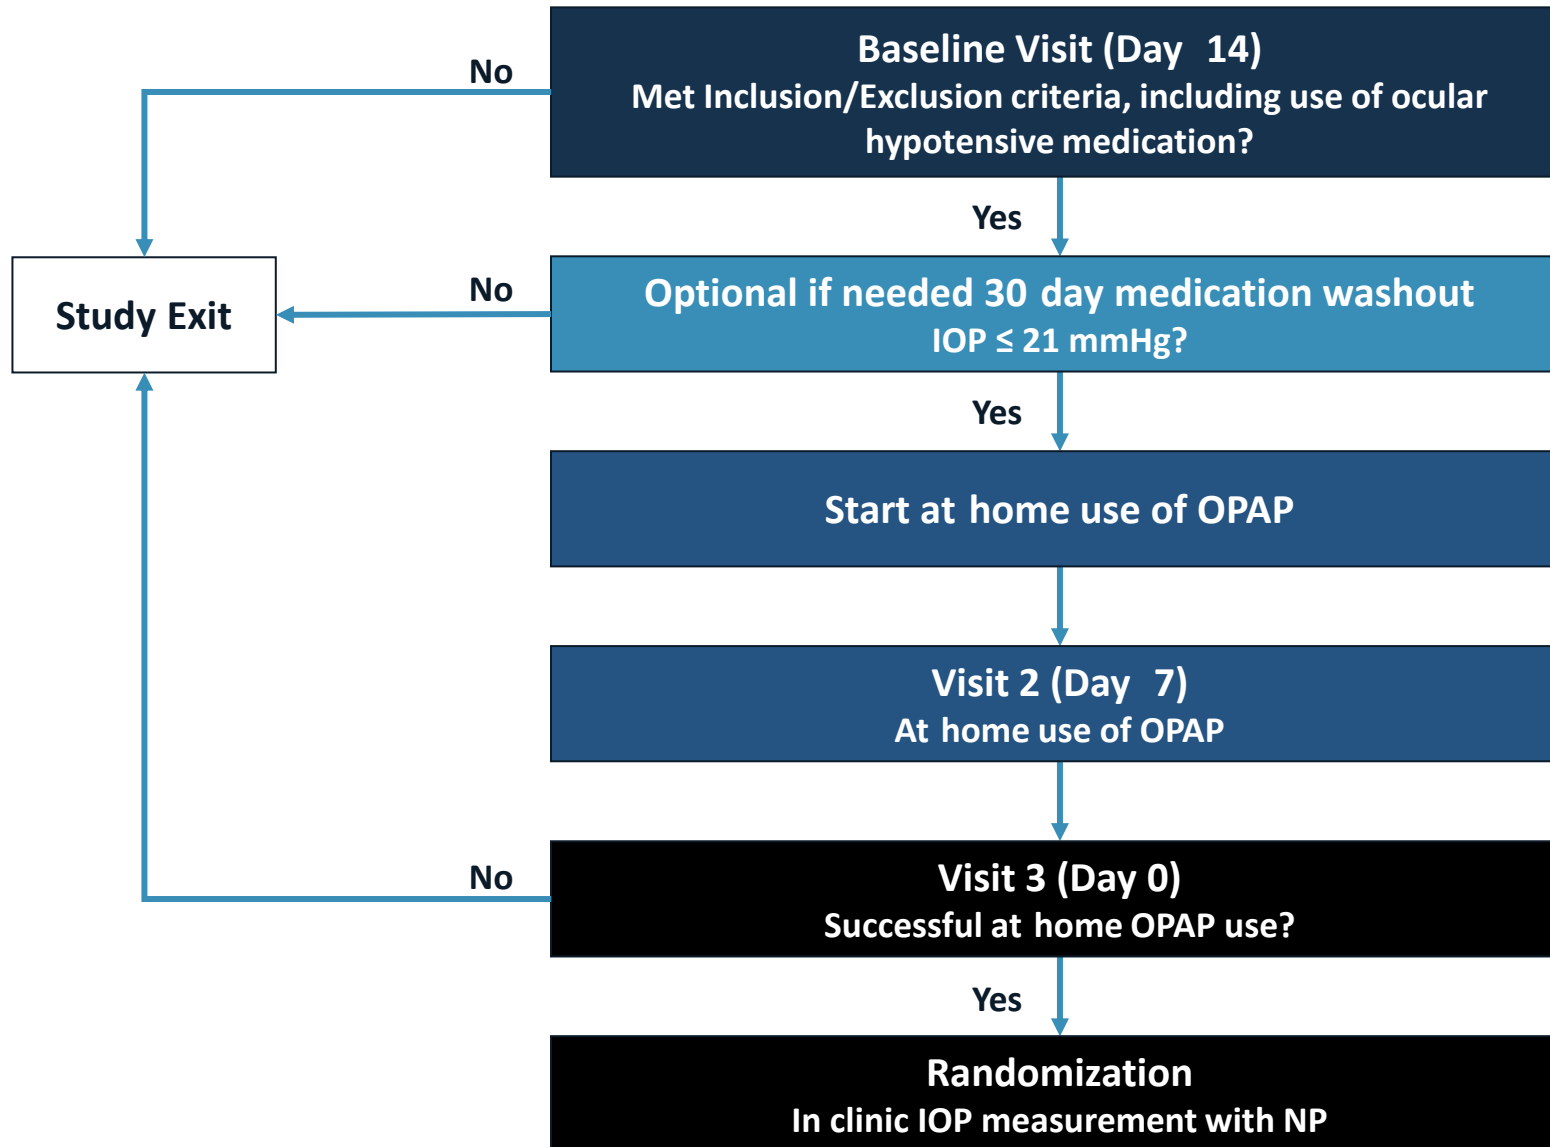 Baseline Visit (Day 14)
Met Inclusion/Exclusion criteria, including use of ocular
hypotensive medication?
No
Yes
Study Exit
No
Optional if needed 30 day medication washout
IOP ≤ 21 mmHg?
Yes
Start at home use of OPAP
Visit 2 (Day 7)
At home use of OPAP
No
Visit 3 (Day 0)
Successful at home OPAP use?
Yes
Randomization
In clinic IOP measurement with NP